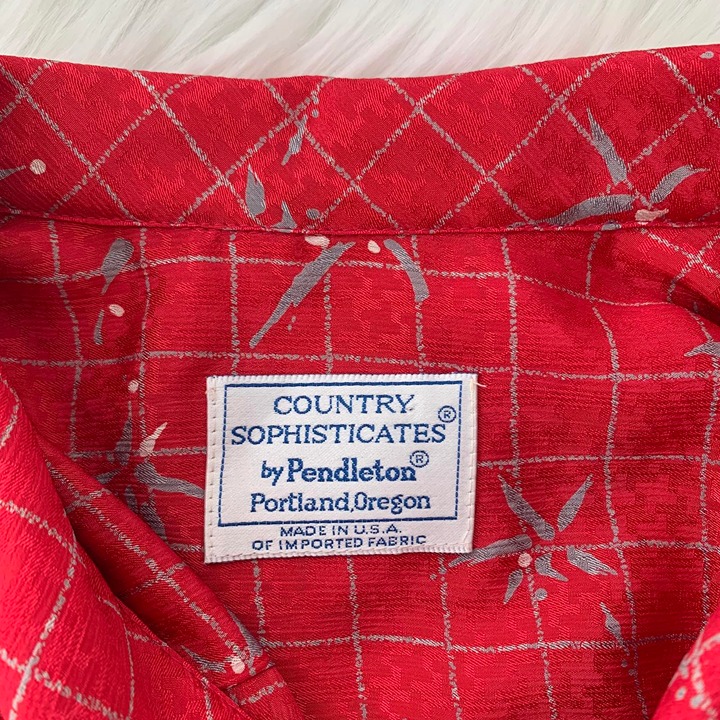 COUNTRY
SOPHISTICATES®
by Pendleton®
Portland, Oregon
MADE IN U.S.A.
OF IMPORTED FABRIC